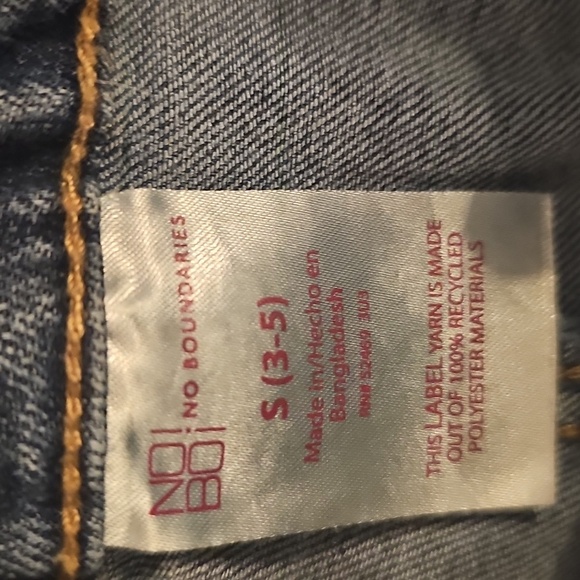 NO!
BO!
NO BOUNDARIES
S (3-5)
Made in/Hecho en
Bangladesh
RN# 52469 303
THIS LABEL YARN IS MADE
OUT OF 100% RECYCLED
POLYESTER MATERIALS